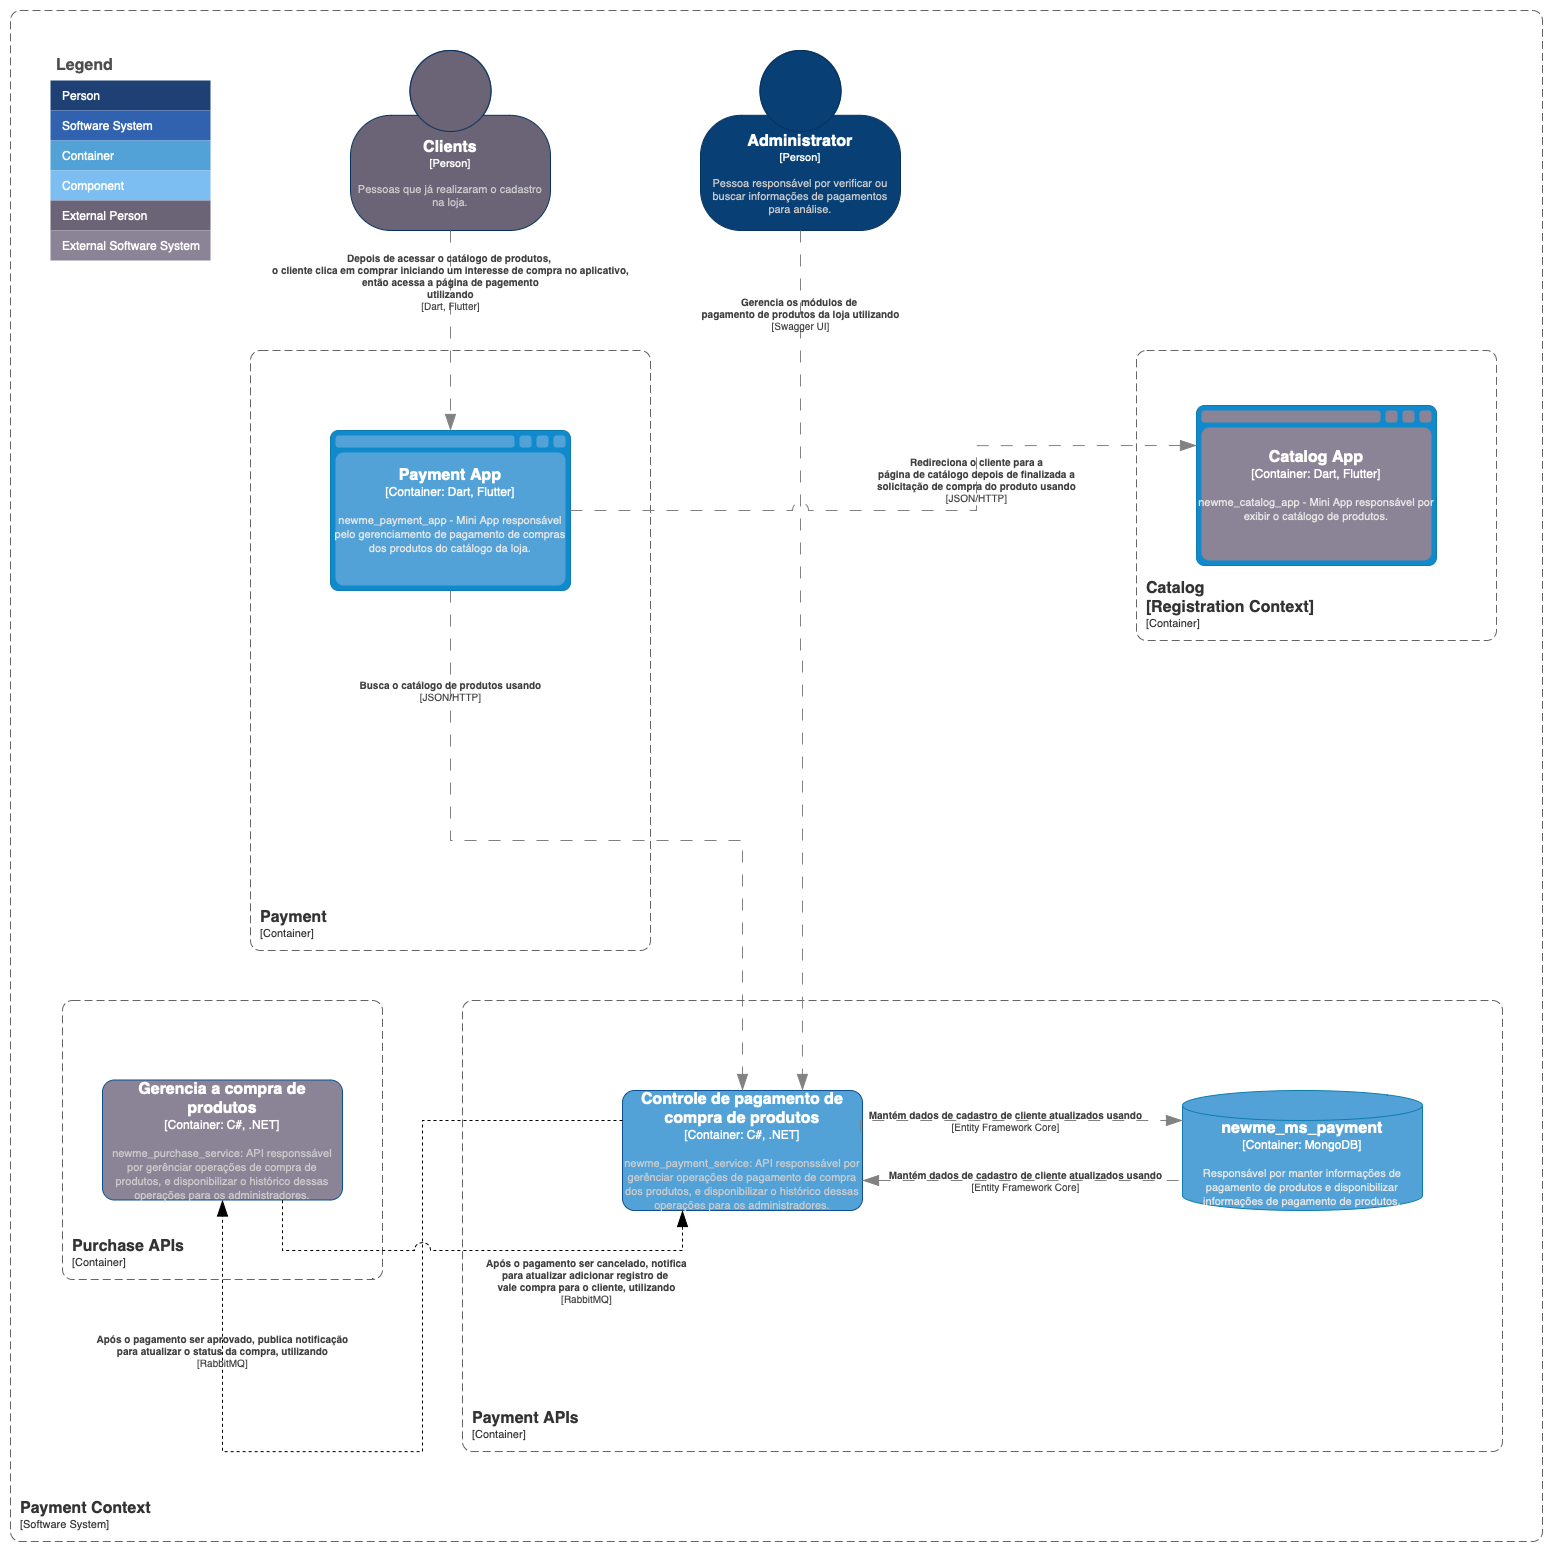 Legend
Person
Software System
Container
Component
External Person
External Software System
Clients
[Person]
Pessoas que já realizaram o cadastro
na loja.
Administrator
[Person]
Pessoa responsável por verificar ou
buscar informações de pagamentos
para análise.
Depois de acessar o catálogo de produtos,
o cliente clica em comprar iniciando um interesse de compra no aplicativo,
então acessa a página de pagemento
utilizando
[Dart, Flutter]
Gerencia os módulos de
pagamento de produtos da loja utilizando
[Swagger UI]
Payment App
[Container: Dart, Flutter]
newme_payment_app - Mini App responsável
pelo gerenciamento de pagamento de compras
dos produtos do catálogo da loja.
Redireciona o cliente para a
página de catálogo depois de finalizada a
solicitação de compra do produto usando
[JSON/HTTP]
Catalog App
[Container: Dart, Flutter]
newme_catalog_app - Mini App responsável por
exibir o catálogo de produtos.
Catalog
[Registration Context]
[Container]
Busca o catálogo de produtos usando
[JSON/HTTP]
Payment
[Container]
Gerencia a compra de
produtos
[Container: C#, .NET]
newme_purchase_service: API responssável
por gerênciar operações de compra de
produtos, e disponibilizar o histórico dessas
operações para os administradores.
Purchase APIs
[Container]
Controle de pagamento de
compra de produtos
[Container: C#, .NET]
newme_payment_service: API responssável por
gerênciar operações de pagamento de compra
dos produtos, e disponibilizar o histórico dessas
operações para os administradores.
Mantém dados de cadastro de cliente atualizados usando
[Entity Framework Core]
Mantém dados de cadastro de cliente atualizados usando
[Entity Framework Core]
newme_ms_payment
[Container: MongoDB]
Responsável por manter informações de
pagamento de produtos e disponibilizar
informações de pagamento de produtos.
Após o pagamento ser cancelado, notifica
para atualizar adicionar registro de
vale compra para o cliente, utilizando
[RabbitMQ]
Após o pagamento ser aprovado, publica notificação
para atualizar o status da compra, utilizando
[RabbitMQ]
Payment APIs
[Container]
Payment Context
[Software System]